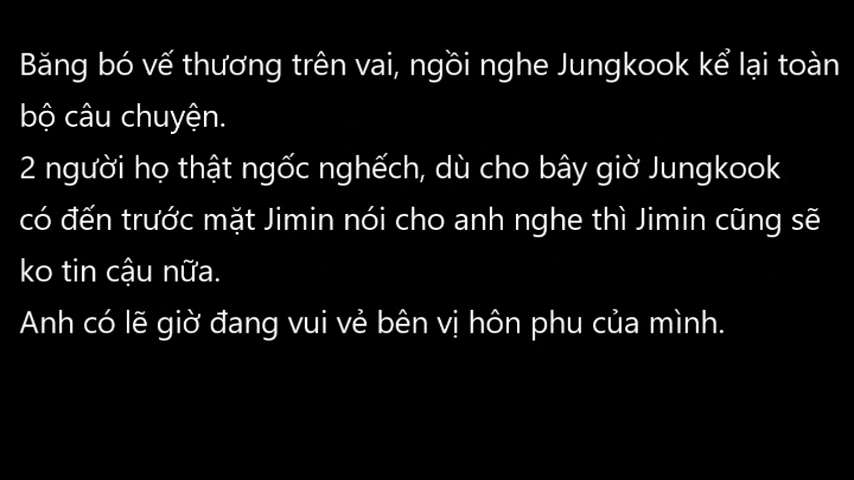 Băng bó vế thương trên vai, ngồi nghe Jungkook kể lại toàn
bộ câu chuyện.
2 người họ thật ngốc nghếch, dù cho bây giờ Jungkook
có đến trước mặt Jimin nói cho anh nghe thì Jimin cũng sẽ
ko tin cậu nữa.
Anh có lẽ giờ đang vui vẻ bên vị hôn phu của mình.